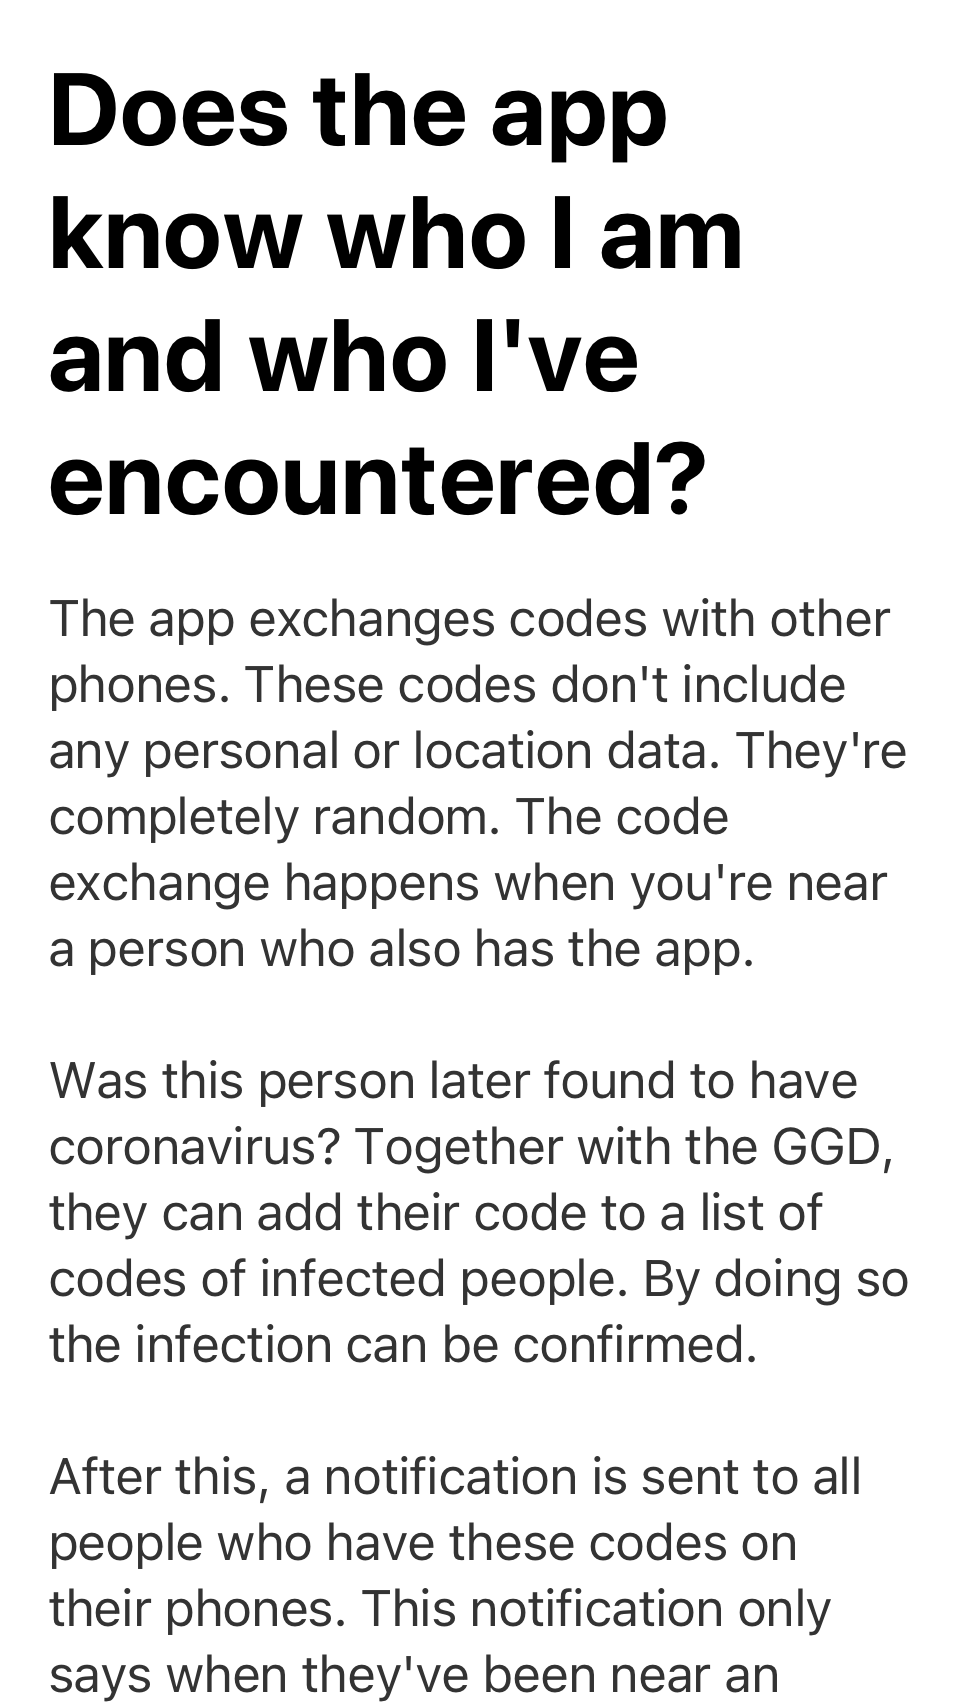 Does the app
know who I am
and who I've
encountered?
The app exchanges codes with other
phones. These codes don't include
any personal or location data. They're
completely random. The code
exchange happens when you're near
a person who also has the app.
Was this person later found to have
coronavirus? Together with the GGD,
they can add their code to a list of
codes of infected people. By doing so
the infection can be confirmed.
After this, a notification is sent to all
people who have these codes on
their phones. This notification only
says when they've been near an